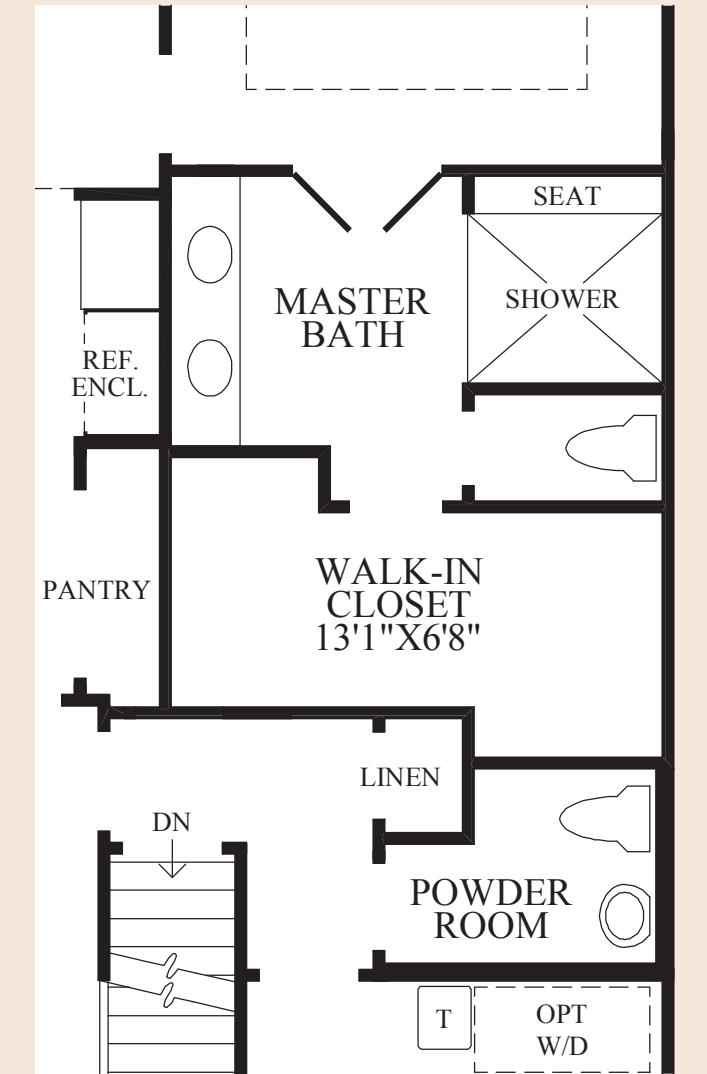 SEAT
MASTER
BATH
SHOWER
REF.
ENCL.
WALK-IN
CLOSET
13'1"X6'8"
PANTRY
LINEN
DN
POWDER
ROOM
T
OPT
W/D